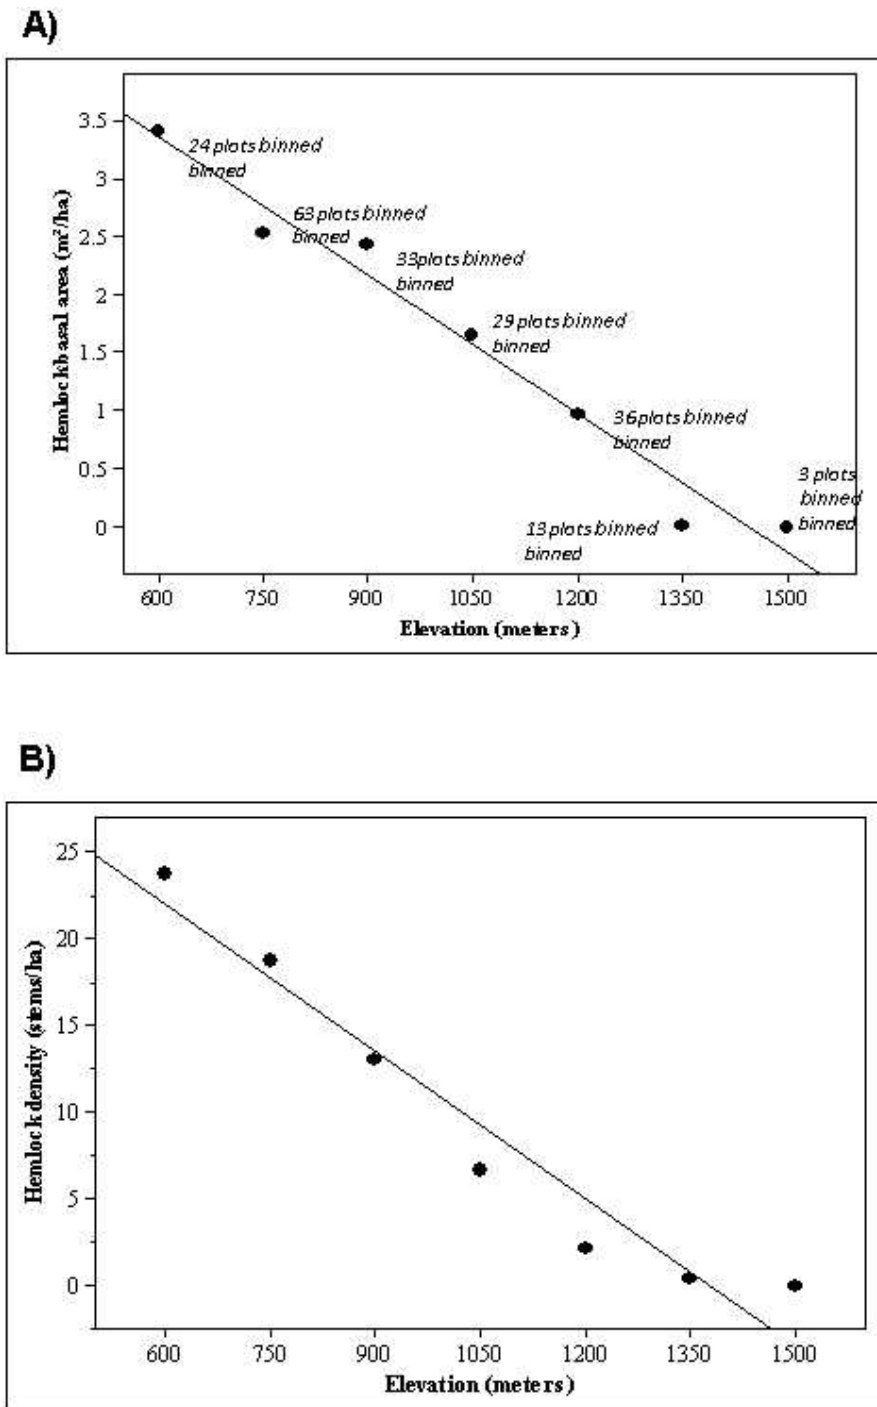 A)
3.5
3
2.5
2
1.5
1
0.5
0
Hemlockbasal area (m²/ha)
24 plots binned
binned
63 plots binned
binned
33plots binned
binned
29 plots binned
binned
36 plots binned
binned
3 plots
binned
binned
13 plots binned
binned
600 750 900 1050 1200 1350 1500
Elevation (meters)
B)
25
20
15
10
5
0
Hemlock density (stems/ha)
600 750 900 1050 1200 1350 1500
Elevation (meters)